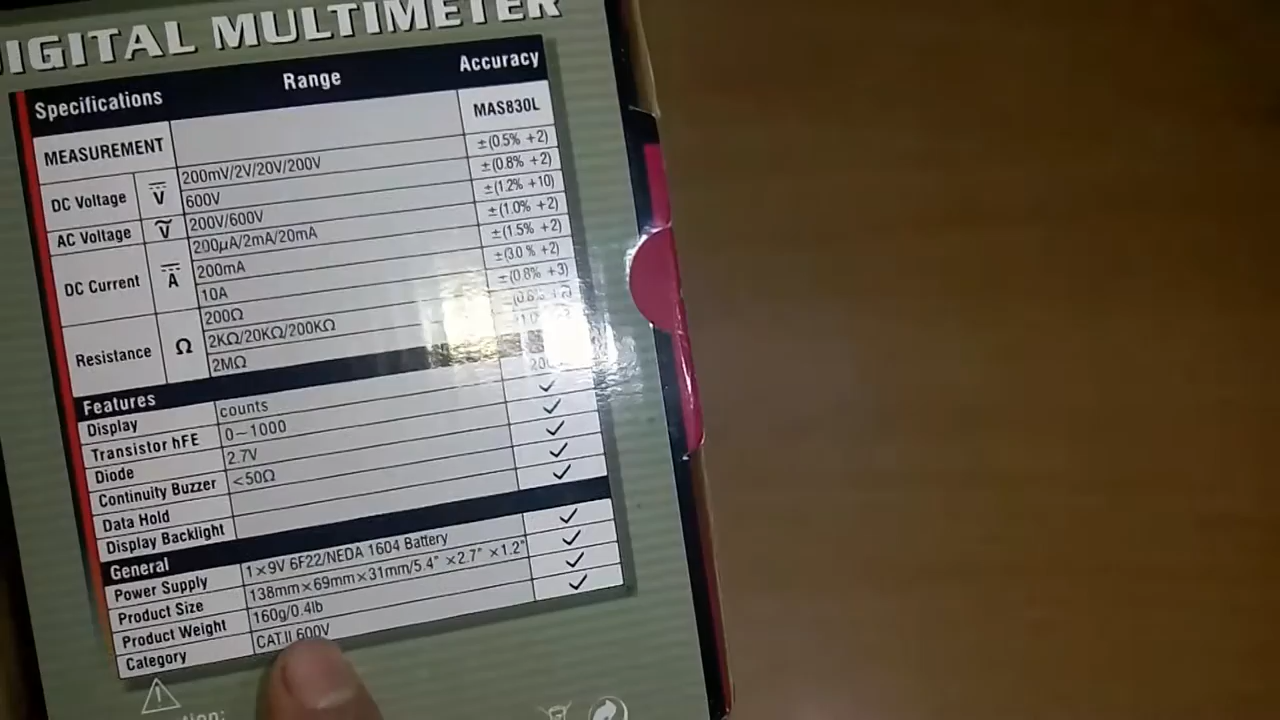 DIGITAL MULTIMETER
Specifications Range Accuracy
MEASUREMENT MAS830L
DC Voltage V 200mV/2V/20V/200V ±(0.5% +2)
600V ±(0.8% +2)
AC Voltage V 200V/600V ±(1.2% +10)
DC Current A 200µA/2mA/20mA ±(1.0% +2)
200mA ±(1.5% +2)
10A ±(3.0% +2)
Resistance Ω 200Ω ±(0.8% +3)
2KΩ/20KΩ/200KΩ
2MΩ
Features
Display counts
Transistor hFE 0~1000 ✓
Diode 2.7V ✓
Continuity Buzzer <50Ω ✓
Data Hold ✓
Display Backlight ✓
General
Power Supply 1×9V 6F22/NEDA 1604 Battery ✓
Product Size 138mm×69mm×31mm/5.4" ×2.7" ×1.2" ✓
Product Weight 160g/0.4lb ✓
Category CAT.II 600V ✓